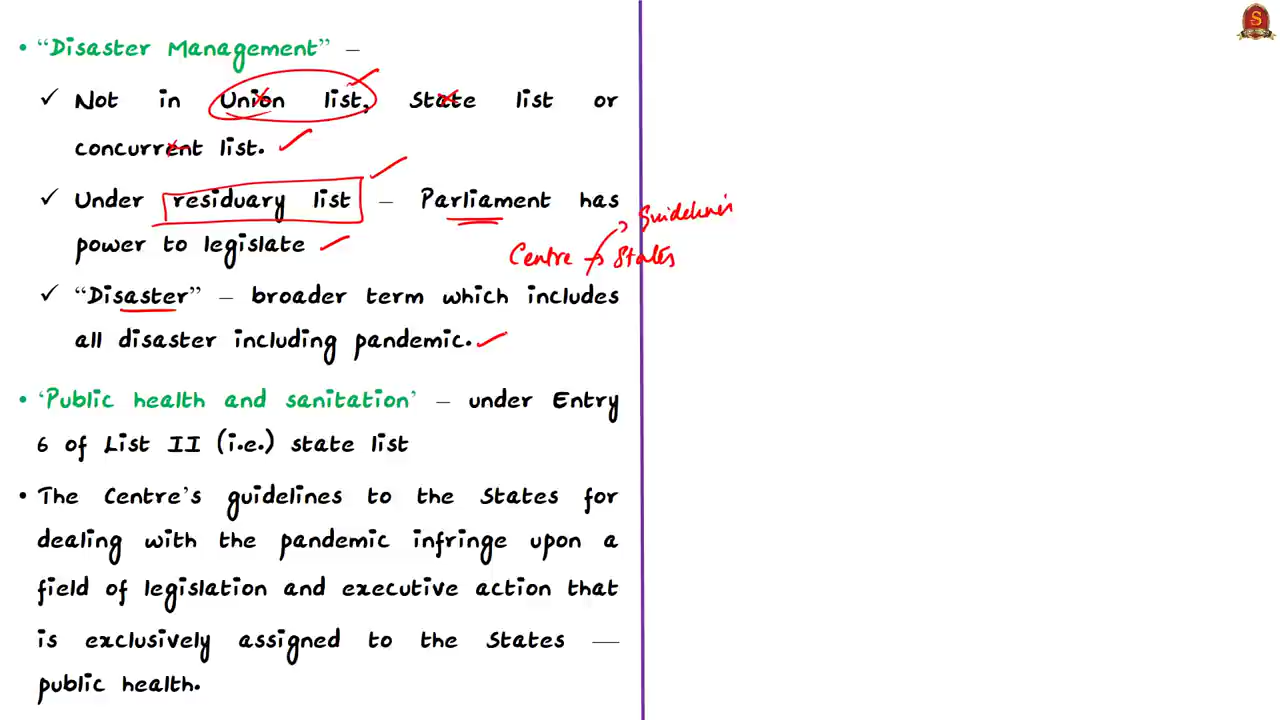 • “Disaster Management” –
✓ Not in Union list, State list or
concurrent list.
✓ Under residuary list – Parliament has
power to legislate
Guidelines
Centre → States
✓ “Disaster” – broader term which includes
all disaster including pandemic.
• ‘Public health and sanitation’ – under Entry
6 of List II (i.e.) state list
• The Centre’s guidelines to the States for
dealing with the pandemic infringe upon a
field of legislation and executive action that
is exclusively assigned to the States —
public health.
S